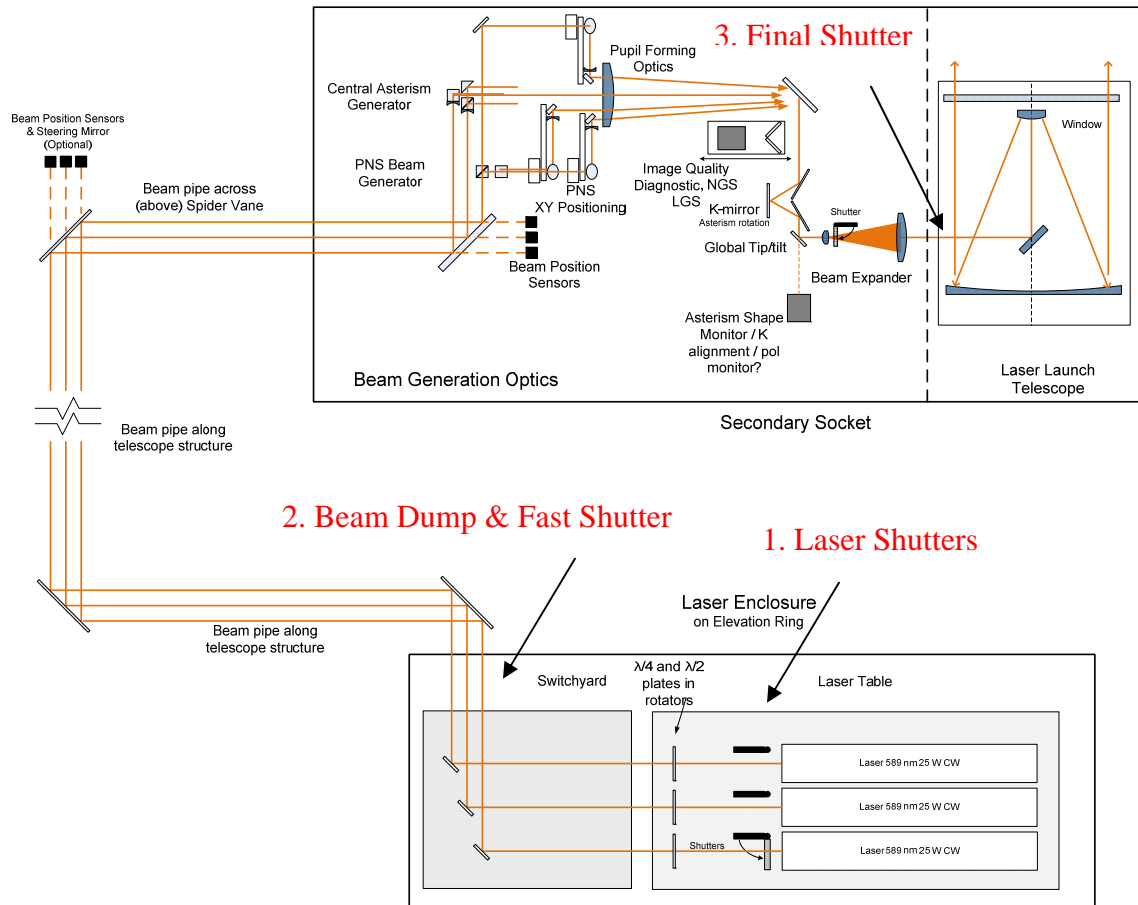 3. Final Shutter
Pupil Forming
Optics
Central Asterism
Generator
Beam Position Sensors
& Steering Mirror
(Optional)
Window
PNS Beam
Generator
Image Quality
Diagnostic, NGS
LGS
PNS
XY Positioning
Beam pipe across
(above) Spider Vane
K-mirror
Asterism rotation
Shutter
Global Tip/tilt
Beam Position
Sensors
Beam Expander
Asterism Shape
Monitor / K
alignment / pol
monitor?
Beam Generation Optics
Laser Launch
Telescope
Secondary Socket
Beam pipe along
telescope structure
2. Beam Dump & Fast Shutter
1. Laser Shutters
Laser Enclosure
on Elevation Ring
Beam pipe along
telescope structure
Switchyard
λ/4 and λ/2
plates in
rotators
Laser Table
Laser 589 nm 25 W CW
Laser 589 nm 25 W CW
Shutters
Laser 589 nm 25 W CW